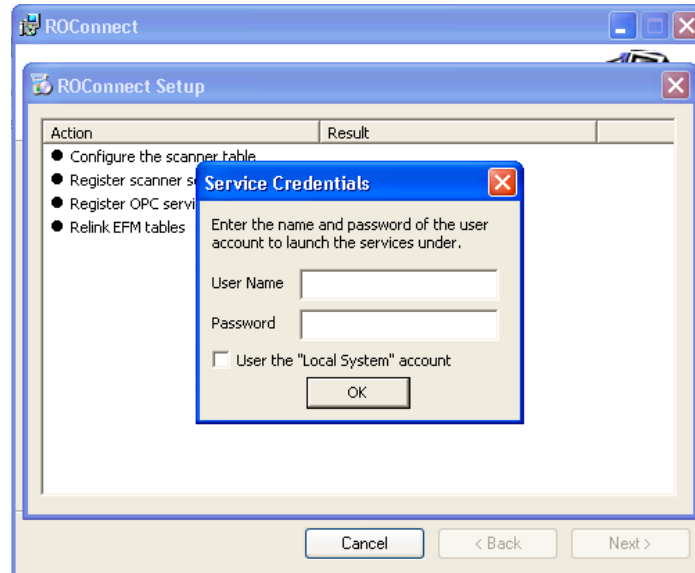 ROConnect
ROConnect Setup
Action Result
Configure the scanner table
Register scanner s
Register OPC servi
Relink EFM tables
Service Credentials
Enter the name and password of the user
account to launch the services under.
User Name
Password
User the "Local System" account
OK
Cancel < Back Next >